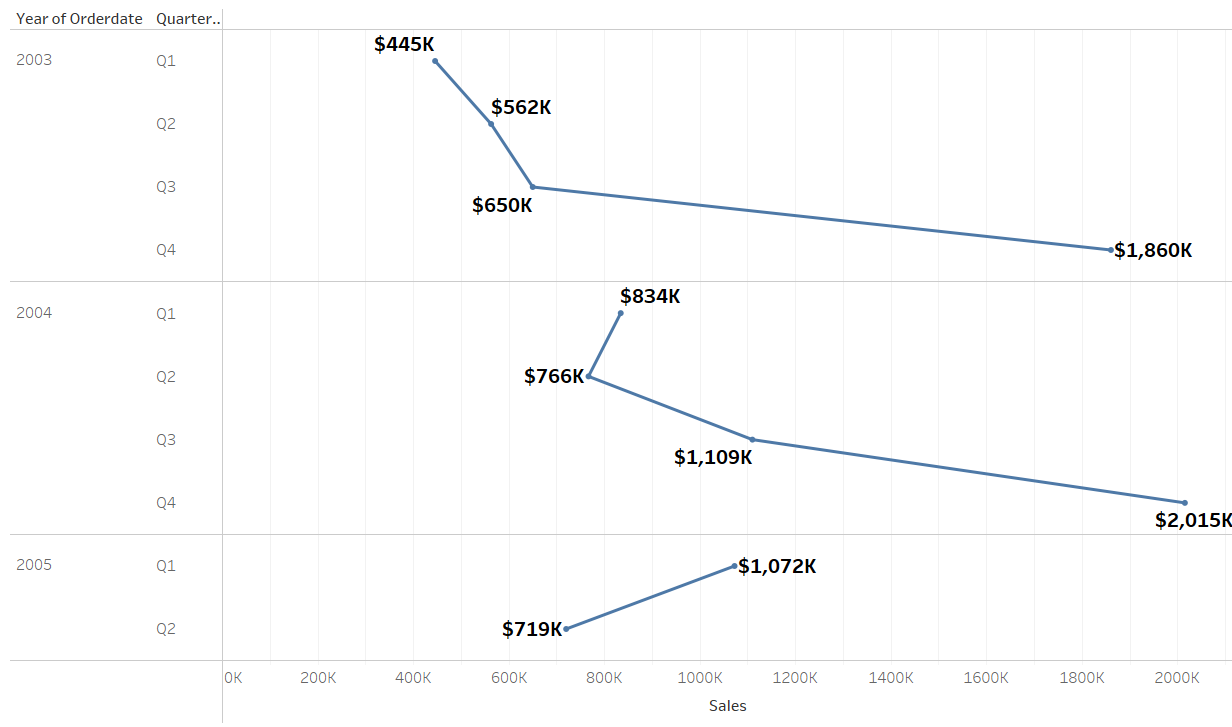 Year of Orderdate Quarter..
$445K
2003 Q1
$562K
Q2
Q3
$650K
Q4 $1,860K
$834K
2004 Q1
Q2 $766K
Q3
$1,109K
Q4
$2,015K
2005 Q1 $1,072K
Q2 $719K
0K 200K 400K 600K 800K 1000K 1200K 1400K 1600K 1800K 2000K
Sales